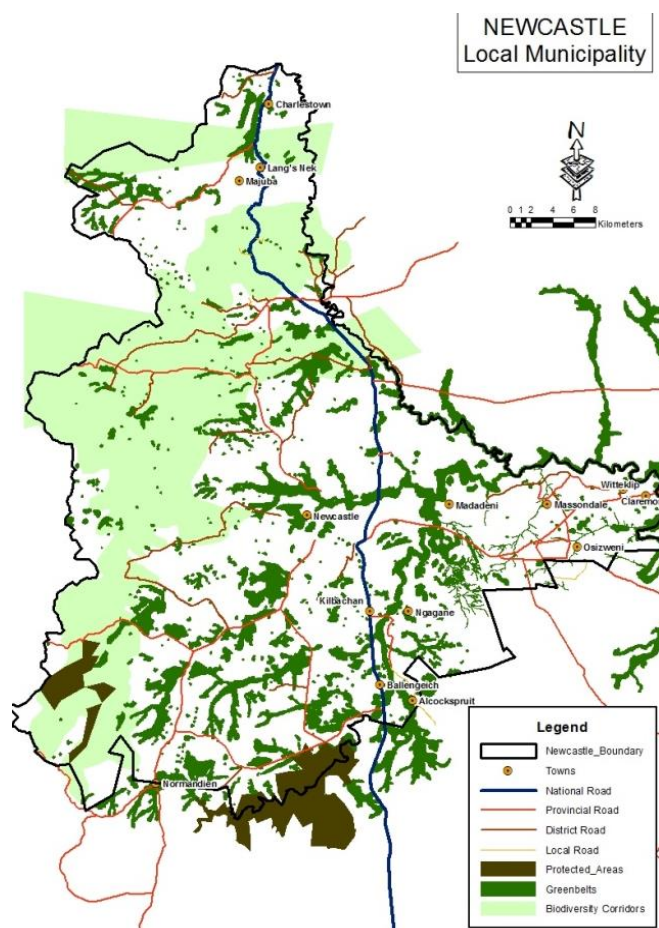 NEWCASTLE
Local Municipality
N
0 1 2 4 6 8
Kilometers
Charlestown
Lang's Nek
Majuba
Witteklip
Claremo
Madadeni
Massondale
Newcastle
Osizweni
Kilbachan
Ngagane
Ballengeich
Alcockspruit
Normandien
Legend
Newcastle_Boundary
Towns
National Road
Provincial Road
District Road
Local Road
Protected_Areas
Greenbelts
Biodiversity Corridors